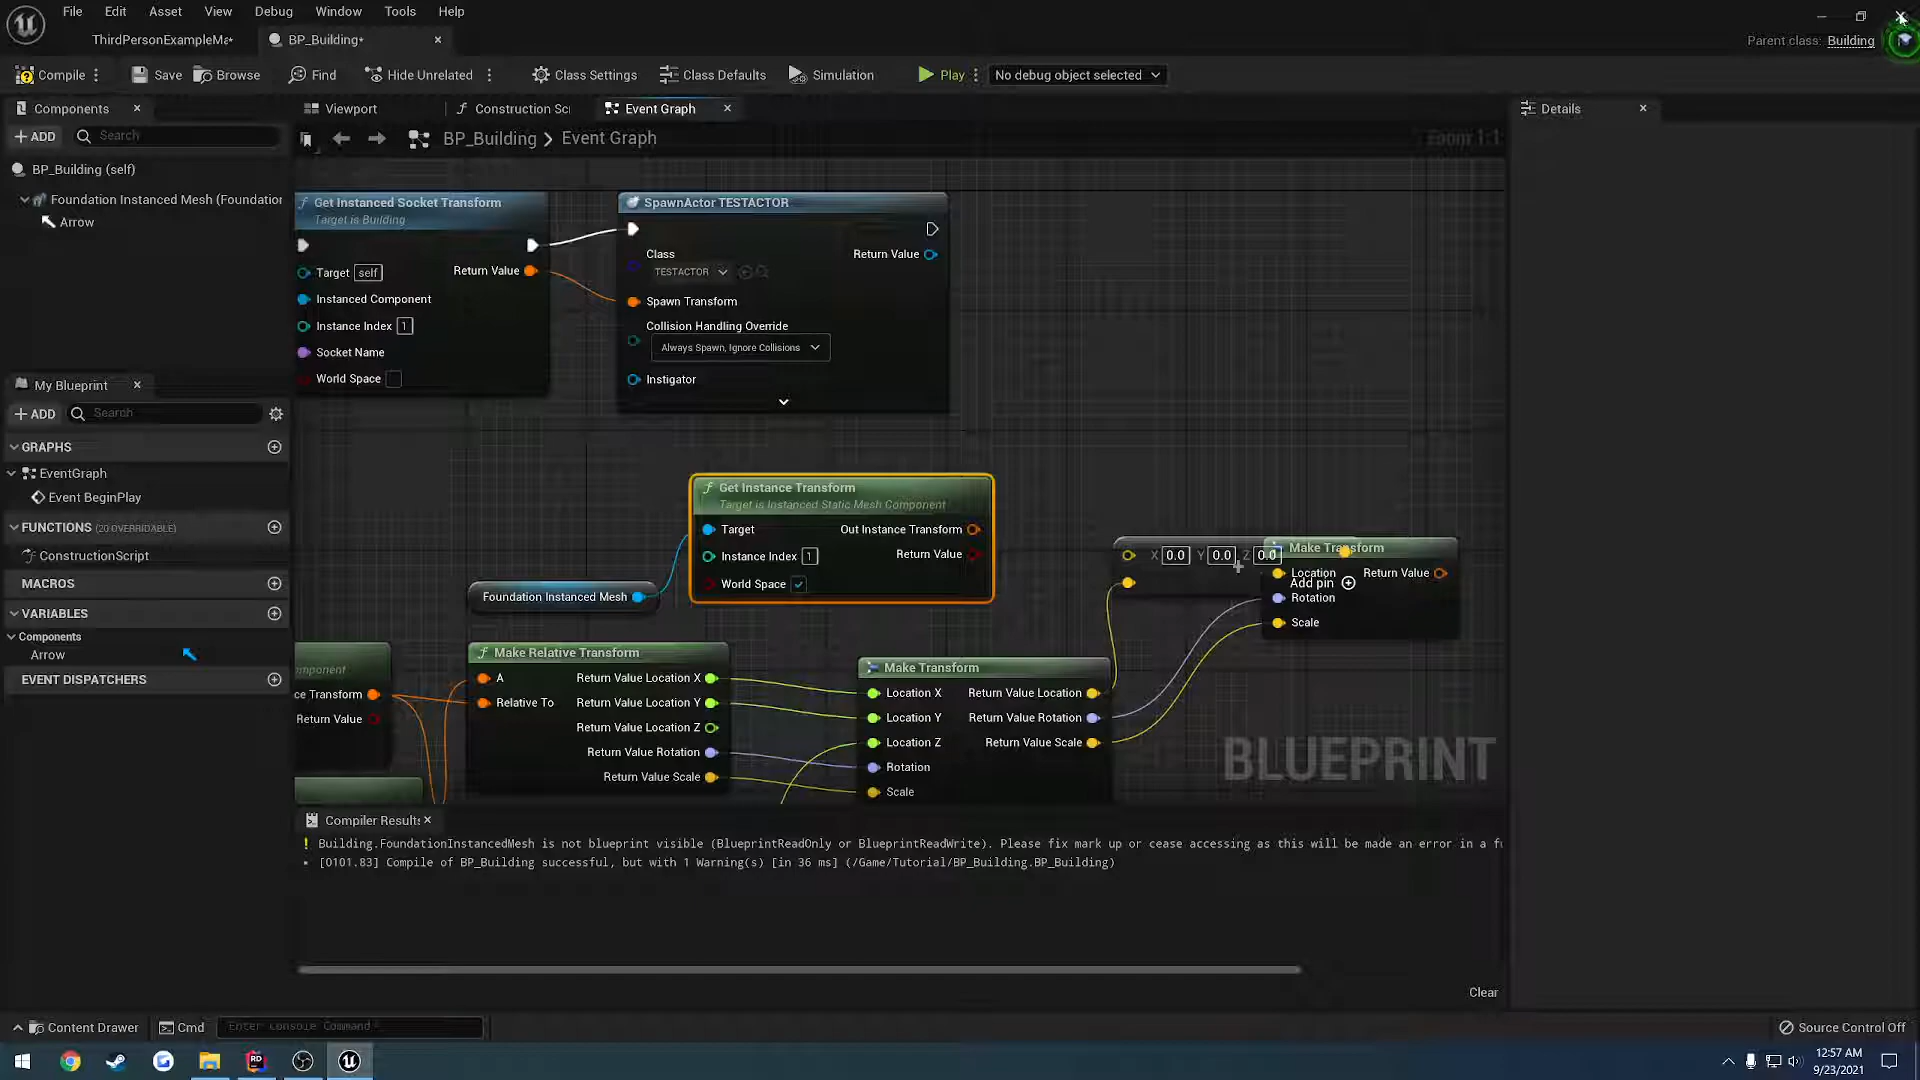 File Edit Asset View Debug Window Tools Help
ThirdPersonExampleMa*
BP_Building*
Parent class: Building
Compile
Save
Browse
Find
Hide Unrelated
Class Settings
Class Defaults
Simulation
Play
No debug object selected
Components
Viewport
Construction Sc
Event Graph
Details
ADD
Search
BP_Building > Event Graph
Zoom 1:1
BP_Building (self)
Foundation Instanced Mesh (Foundation
Arrow
Get Instanced Socket Transform
Target is Building
Target self
Return Value
Instanced Component
Instance Index 1
Socket Name
World Space
SpawnActor TESTACTOR
Class
TESTACTOR
Return Value
Spawn Transform
Collision Handling Override
Always Spawn, Ignore Collisions
Instigator
My Blueprint
ADD
Search
GRAPHS
EventGraph
Event BeginPlay
FUNCTIONS (20 OVERRIDABLE)
ConstructionScript
MACROS
VARIABLES
Components
Arrow
EVENT DISPATCHERS
Get Instance Transform
Target is Instanced Static Mesh Component
Target
Out Instance Transform
Instance Index 1
Return Value
World Space
Foundation Instanced Mesh
X 0.0 Y 0.0 Z 0.0
Add pin
Make Transform
Location
Return Value
Rotation
Scale
mponent
ce Transform
Return Value
Make Relative Transform
A
Return Value Location X
Relative To
Return Value Location Y
Return Value Location Z
Return Value Rotation
Return Value Scale
Make Transform
Location X
Return Value Location
Location Y
Return Value Rotation
Location Z
Return Value Scale
Rotation
Scale
BLUEPRINT
Compiler Results
Building.FoundationInstancedMesh is not blueprint visible (BlueprintReadOnly or BlueprintReadWrite). Please fix mark up or cease accessing as this will be made an error in a fu
[0101.83] Compile of BP_Building successful, but with 1 Warning(s) [in 36 ms] (/Game/Tutorial/BP_Building.BP_Building)
Clear
Content Drawer
Cmd
Enter Console Command
Source Control Off
12:57 AM
9/23/2021